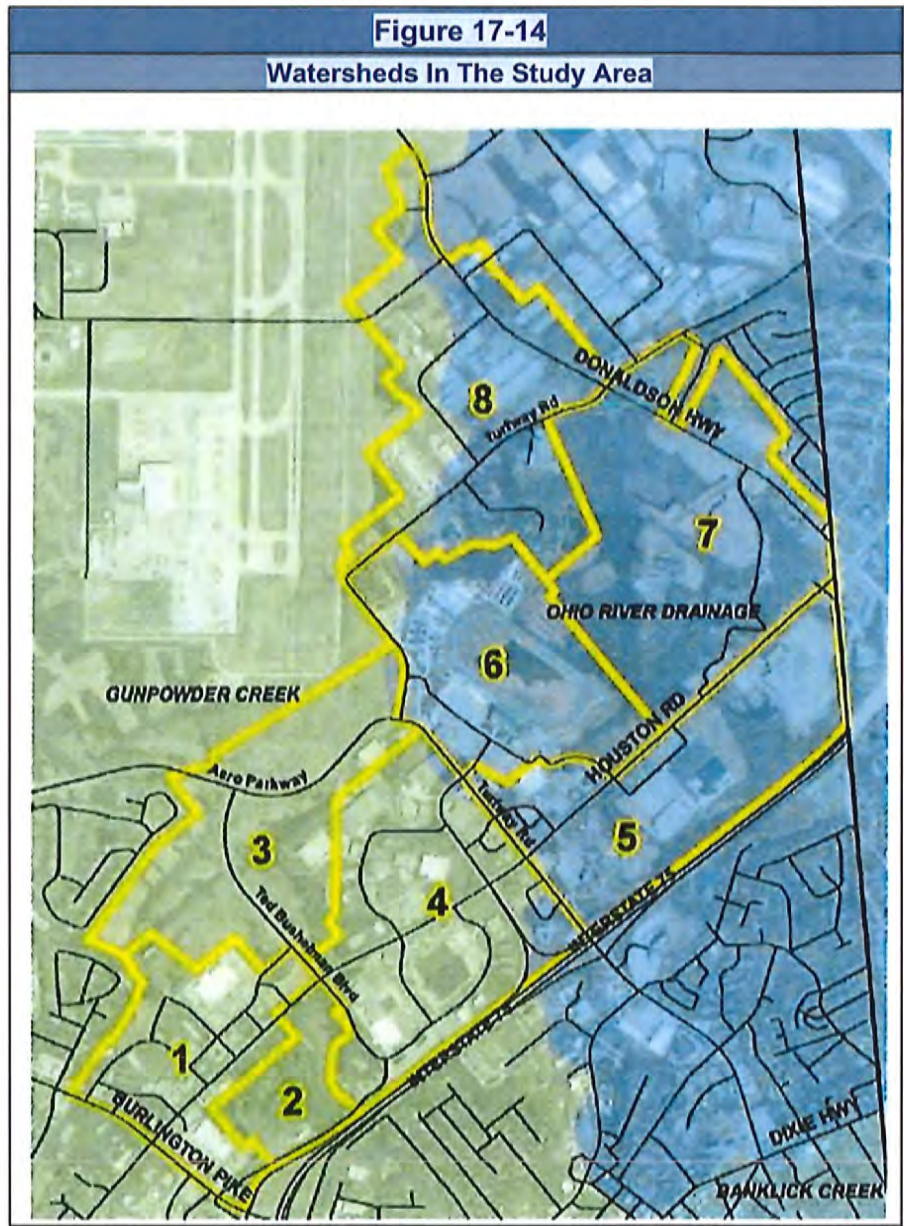 Figure 17-14
Watersheds In The Study Area
DONALDSON HWY
8
Turfway Rd
7
OHIO RIVER DRAINAGE
6
GUNPOWDER CREEK
HOUSTON RD
Aero Parkway
Turfway Rd
5
3
4
INTERSTATE 75
Ted Bushelman Blvd
INTERSTATE 75
1
2
BURLINGTON PIKE
DIXIE HWY
BANKLICK CREEK